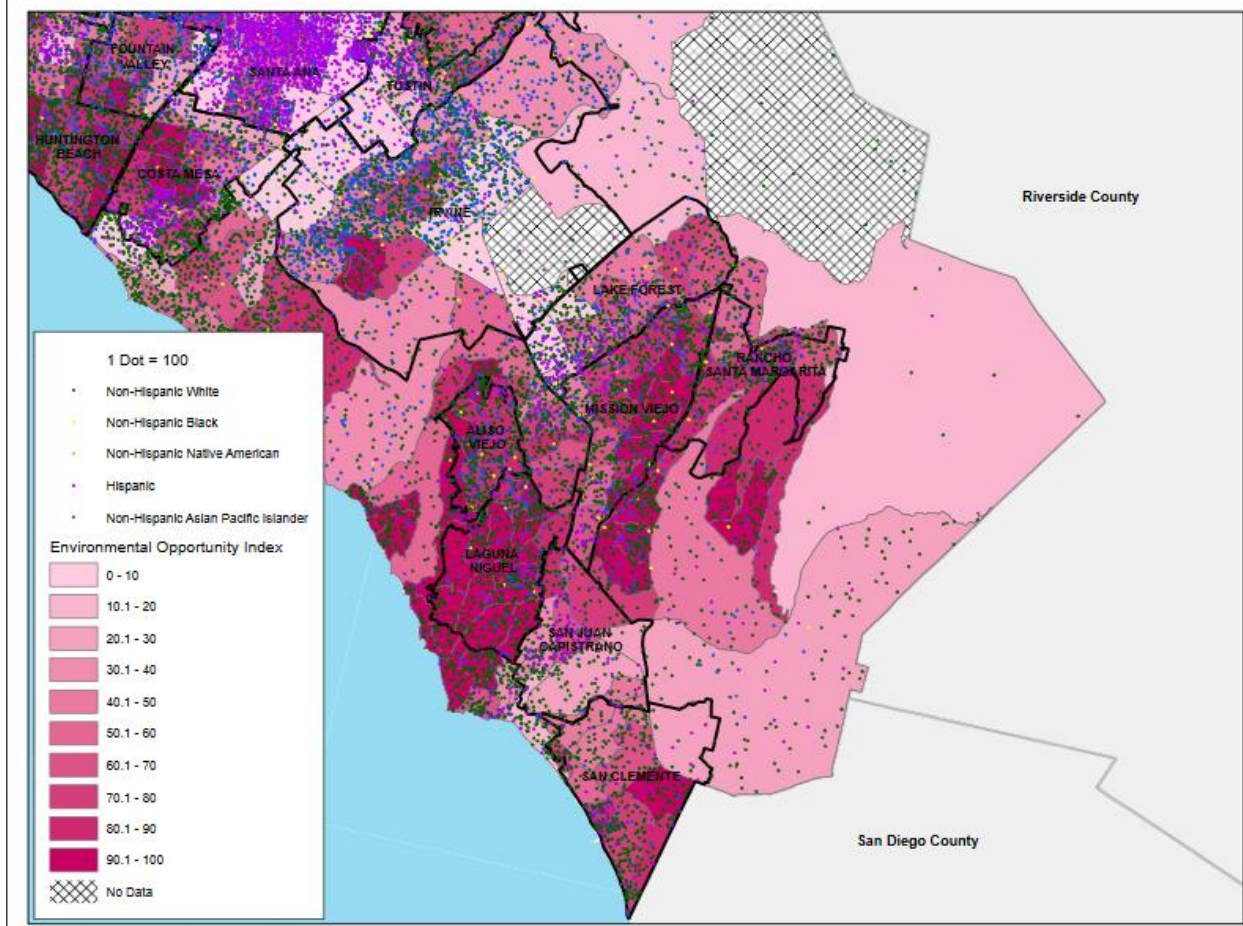 FOUNTAIN
VALLEY
SANTA ANA
TUSTIN
HUNTINGTON
BEACH
COSTA MESA
IRVINE
Riverside County
LAKE FOREST
RANCHO
SANTA MARGARITA
MISSION VIEJO
ALISO
VIEJO
LAGUNA
NIGUEL
SAN JUAN
CAPISTRANO
SAN CLEMENTE
San Diego County
1 Dot = 100
Non-Hispanic White
Non-Hispanic Black
Non-Hispanic Native American
Hispanic
Non-Hispanic Asian Pacific Islander
Environmental Opportunity Index
0 - 10
10.1 - 20
20.1 - 30
30.1 - 40
40.1 - 50
50.1 - 60
60.1 - 70
70.1 - 80
80.1 - 90
90.1 - 100
No Data